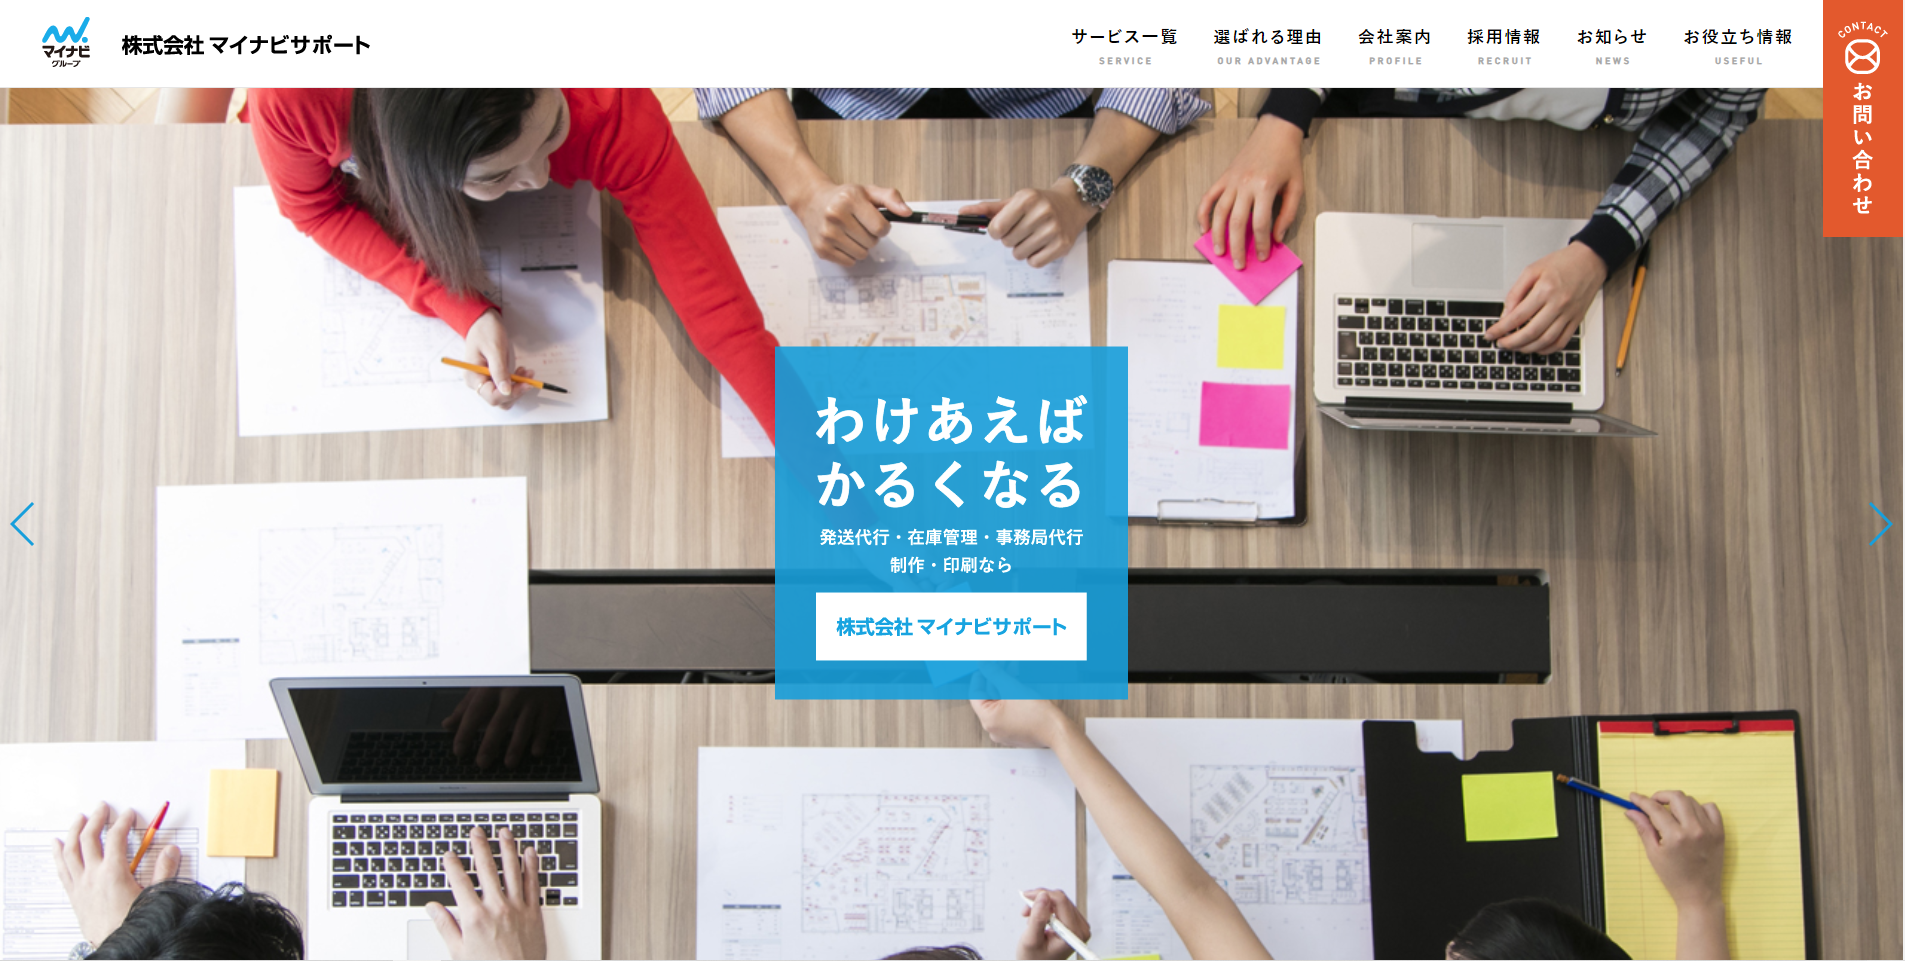 マイナビ
グループ
株式会社 マイナビサポート
サービス一覧
SERVICE
選ばれる理由
OUR ADVANTAGE
会社案内
PROFILE
採用情報
RECRUIT
お知らせ
NEWS
お役立ち情報
USEFUL
CONTACT
お問い合わせ
わけあえば
かるくなる
発送代行・在庫管理・事務局代行
制作・印刷なら
株式会社 マイナビサポート